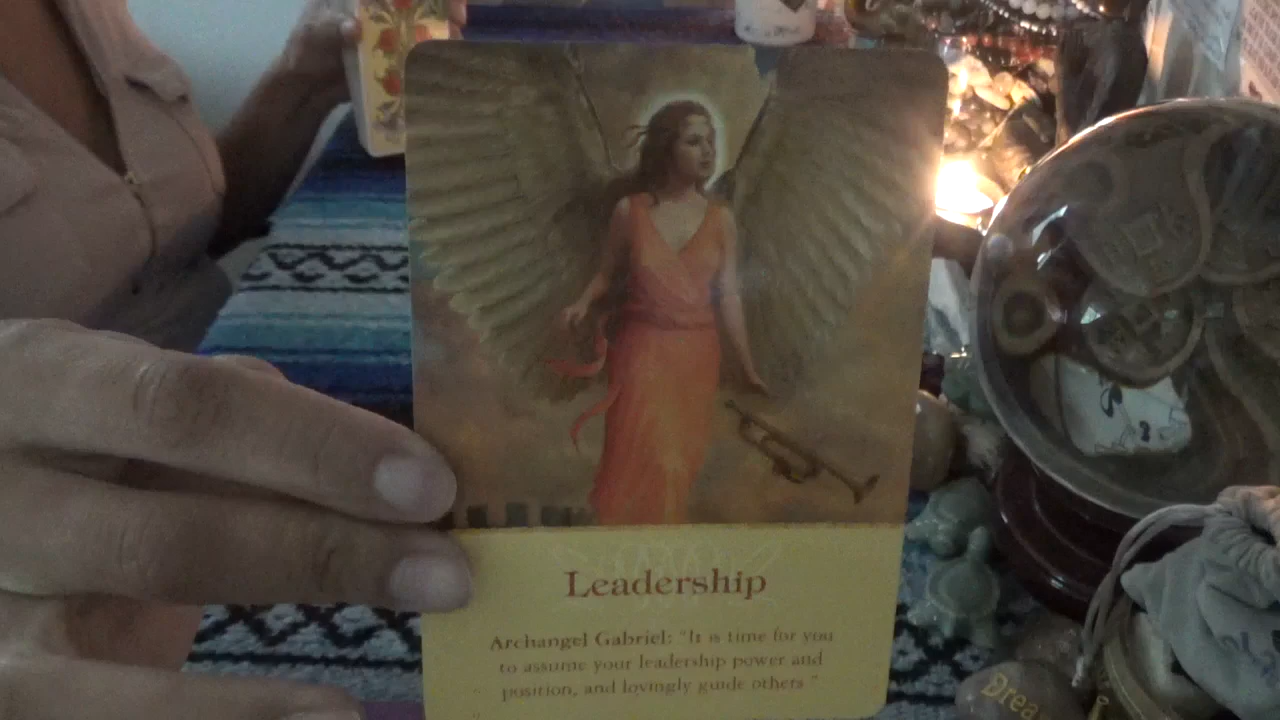 Leadership
Archangel Gabriel: "It is time for you
to assume your leadership power and
position, and lovingly guide others."
Drea